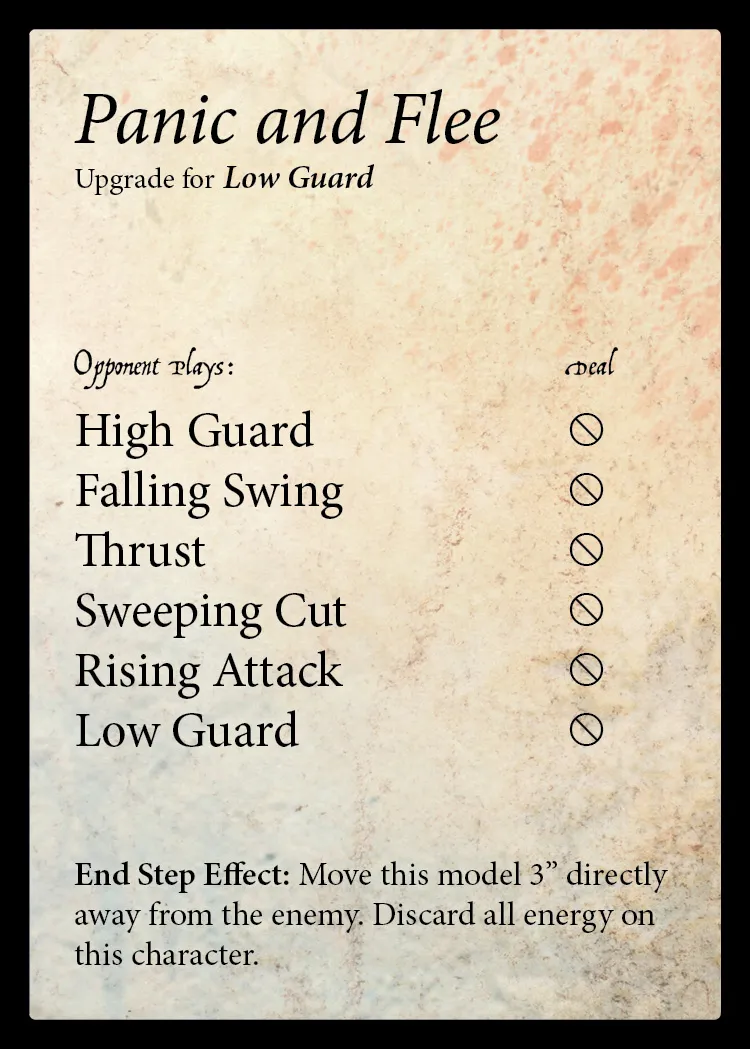 Panic and Flee
Upgrade for Low Guard
Opponent plays: Deal
High Guard
Falling Swing
Thrust
Sweeping Cut
Rising Attack
Low Guard
End Step Effect: Move this model 3” directly
away from the enemy. Discard all energy on
this character.